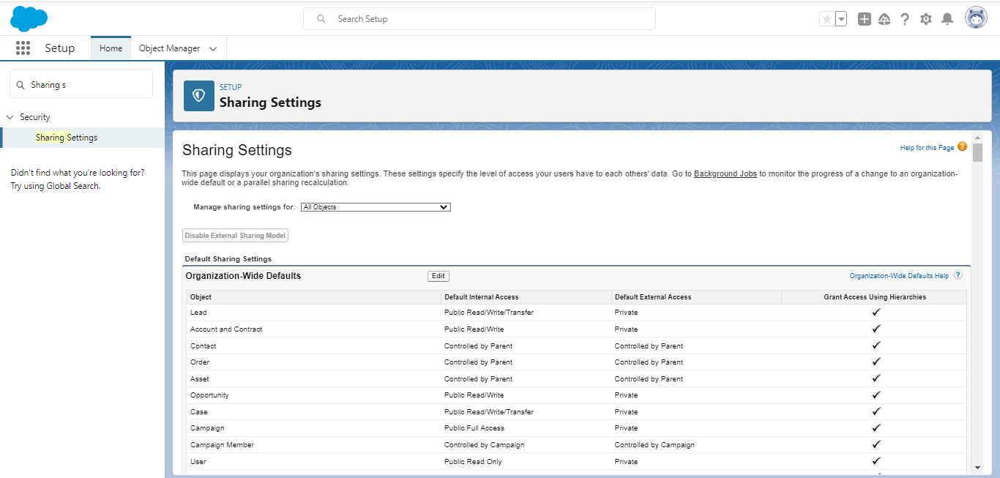 Search Setup
Setup
Home
Object Manager
Sharing s
Security
Sharing Settings
Didn't find what you're looking for?
Try using Global Search.
SETUP
Sharing Settings
Sharing Settings
Help for this Page ?
This page displays your organization's sharing settings. These settings specify the level of access your users have to each others' data. Go to Background Jobs to monitor the progress of a change to an organization-
wide default or a parallel sharing recalculation.
Manage sharing settings for: All Objects
Disable External Sharing Model
Default Sharing Settings
Organization-Wide Defaults Edit Organization-Wide Defaults Help ?
Object Default Internal Access Default External Access Grant Access Using Hierarchies
Lead Public Read/Write/Transfer Private ✓
Account and Contract Public Read/Write Private ✓
Contact Controlled by Parent Controlled by Parent ✓
Order Controlled by Parent Controlled by Parent ✓
Asset Controlled by Parent Controlled by Parent ✓
Opportunity Public Read/Write Private ✓
Case Public Read/Write/Transfer Private ✓
Campaign Public Full Access Private ✓
Campaign Member Controlled by Campaign Controlled by Campaign ✓
User Public Read Only Private ✓